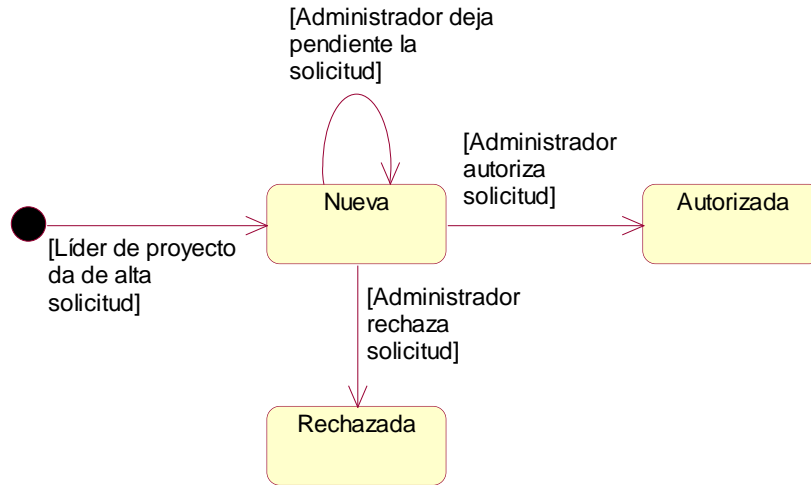 [Administrador deja
pendiente la
solicitud]
[Administrador
autoriza
solicitud]
Nueva
Autorizada
[Líder de proyecto
da de alta
solicitud]
[Administrador
rechaza
solicitud]
Rechazada